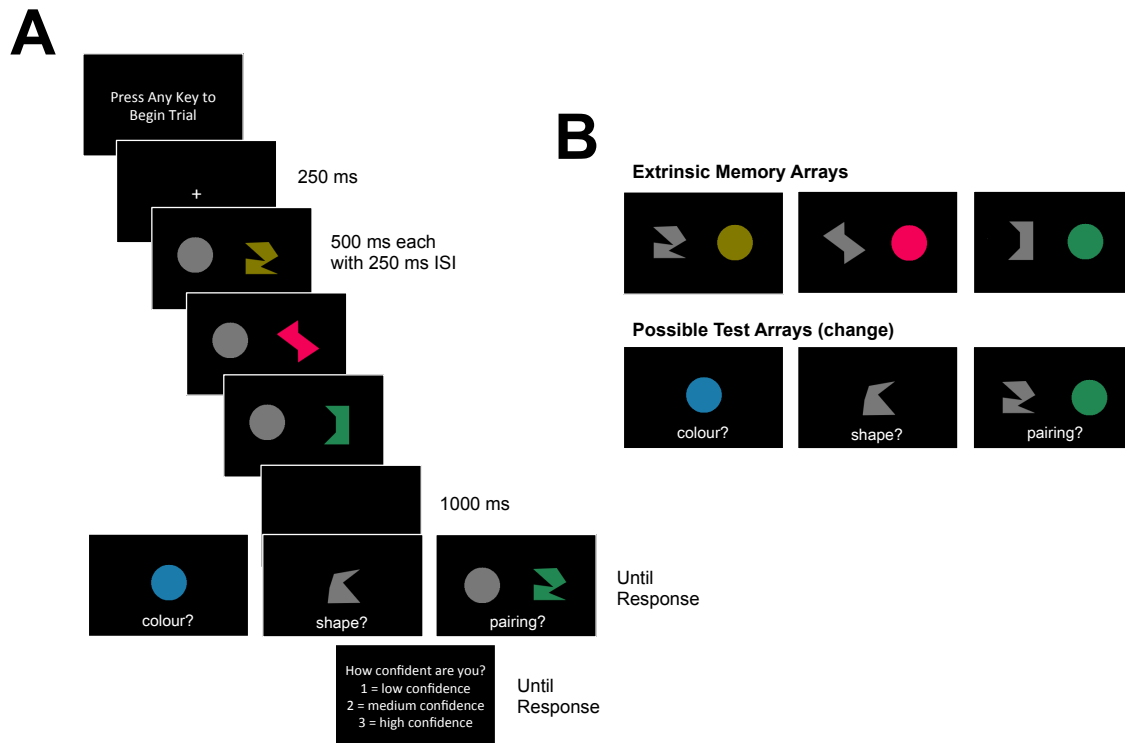 A
Press Any Key to
Begin Trial
+
250 ms
500 ms each
with 250 ms ISI
1000 ms
colour?
shape?
pairing?
Until
Response
How confident are you?
1 = low confidence
2 = medium confidence
3 = high confidence
Until
Response
B
Extrinsic Memory Arrays
Possible Test Arrays (change)
colour?
shape?
pairing?